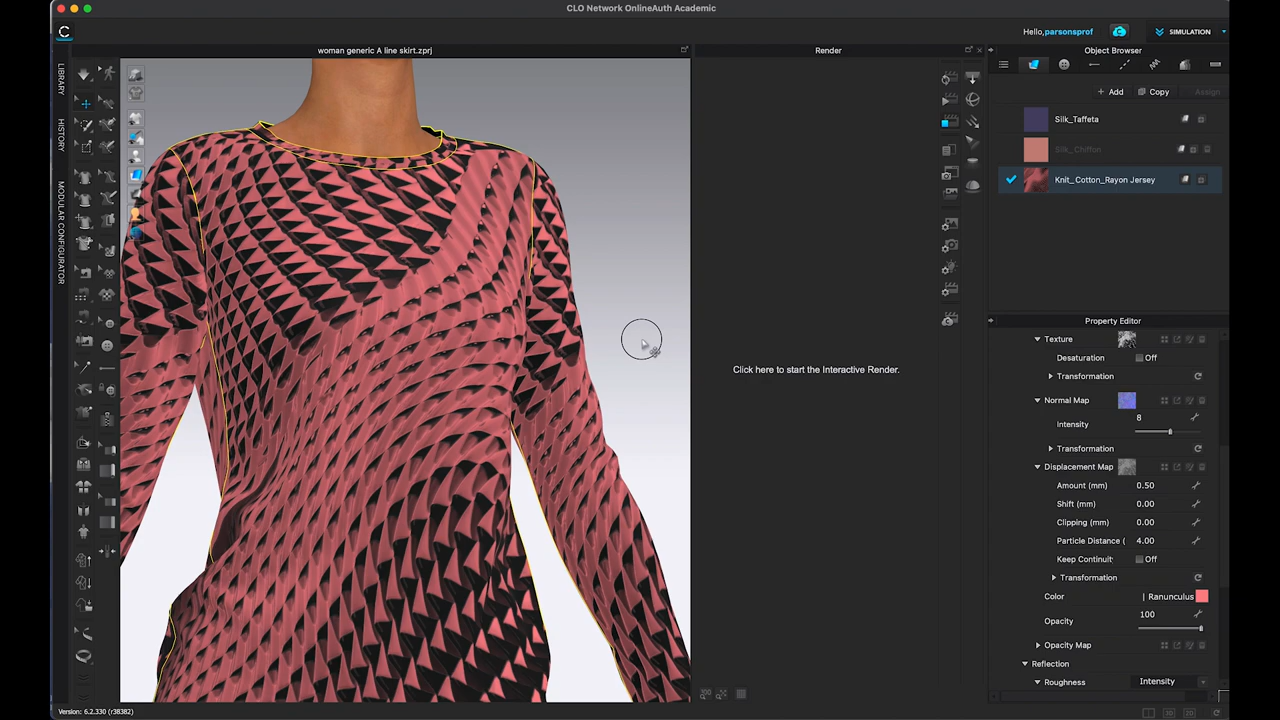 CLO Network OnlineAuth Academic
Hello, parsonsprof
SIMULATION
woman generic A line skirt.zprj
Render
Object Browser
LIBRARY
HISTORY
MODULAR CONFIGURATOR
+ Add
Copy
Assign
Silk_Taffeta
Silk_Chiffon
Knit_Cotton_Rayon Jersey
Click here to start the Interactive Render.
Property Editor
Texture
Desaturation Off
Transformation
Normal Map
Intensity 8
Transformation
Displacement Map
Amount (mm) 0.50
Shift (mm) 0.00
Clipping (mm) 0.00
Particle Distance ( 4.00
Keep Continuit Off
Transformation
Color | Ranunculus
Opacity 100
Opacity Map
Reflection
Roughness Intensity
Version: 6.2.330 (r38382)